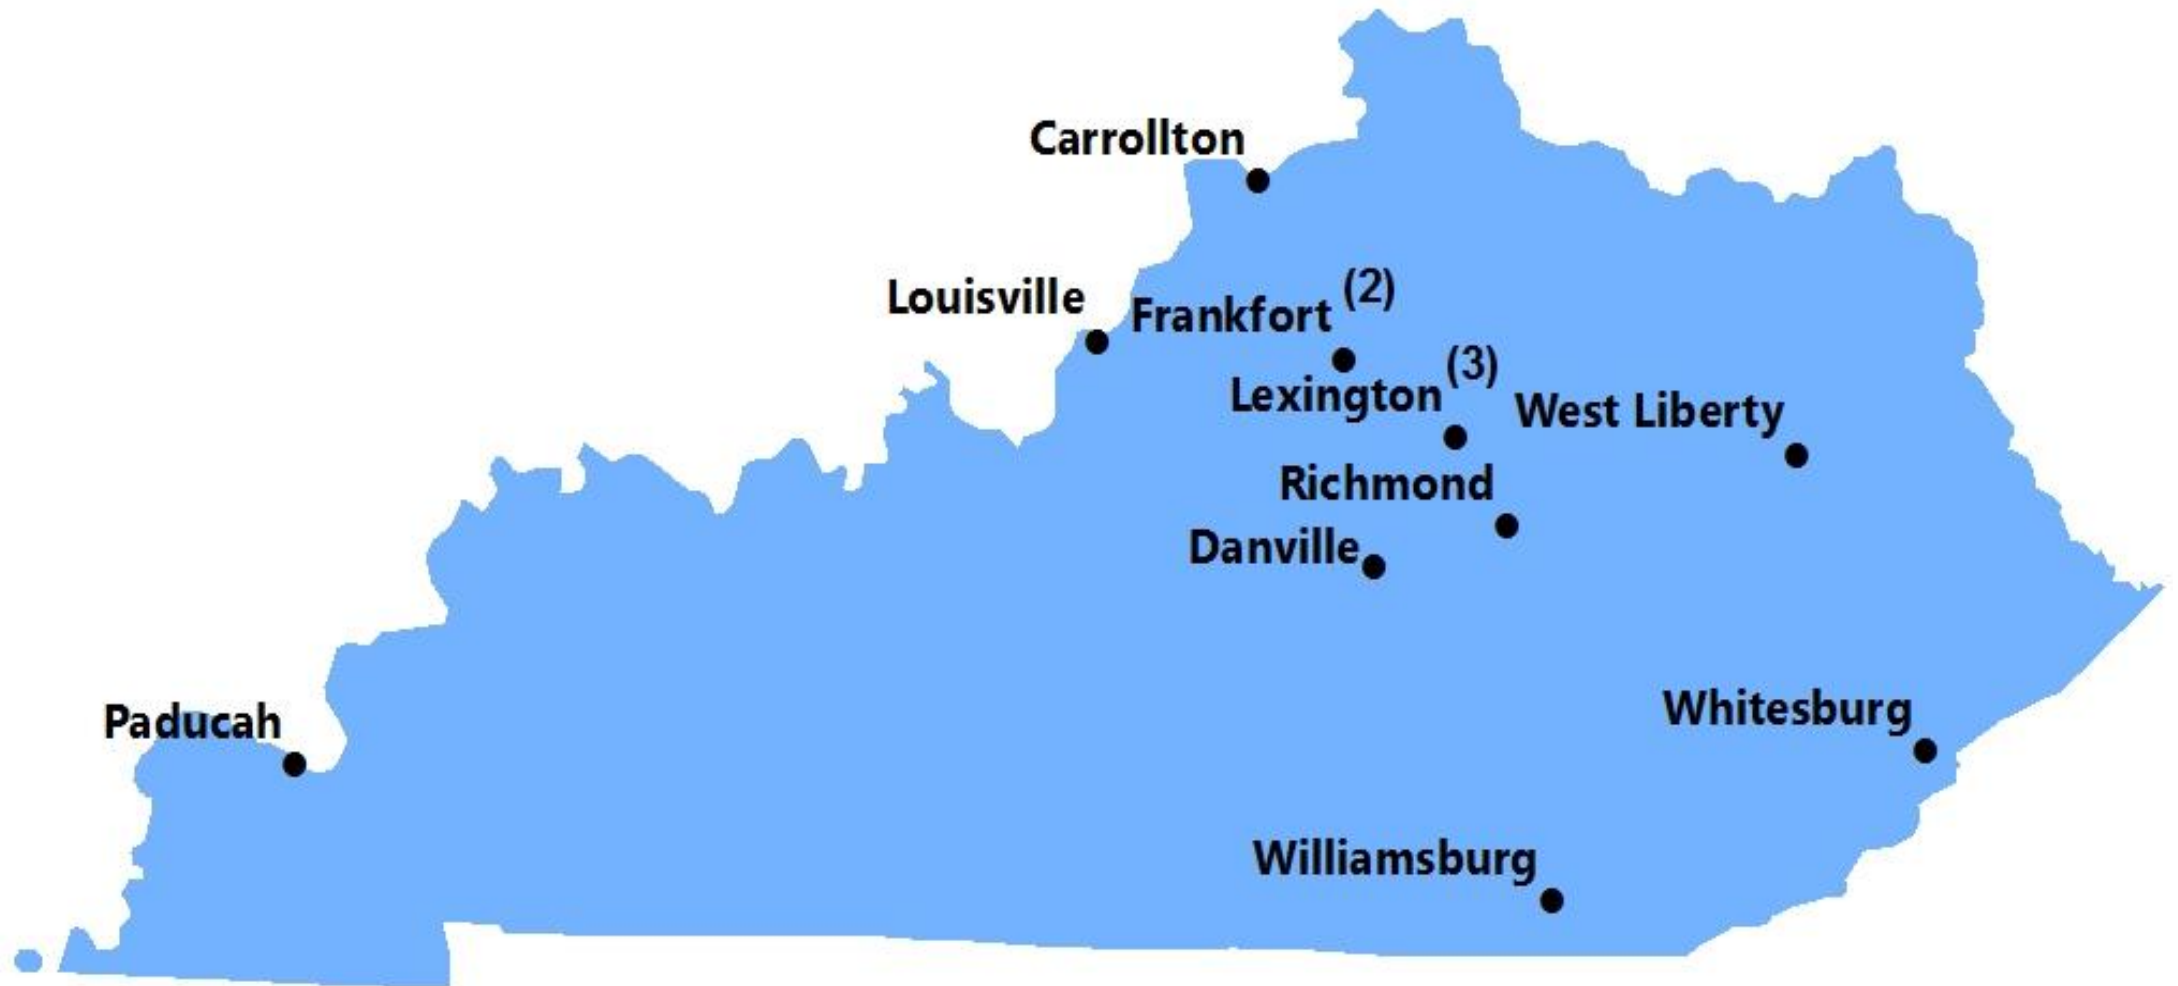 Carrollton
Louisville
Frankfort (2)
Lexington (3)
West Liberty
Richmond
Danville
Paducah
Whitesburg
Williamsburg